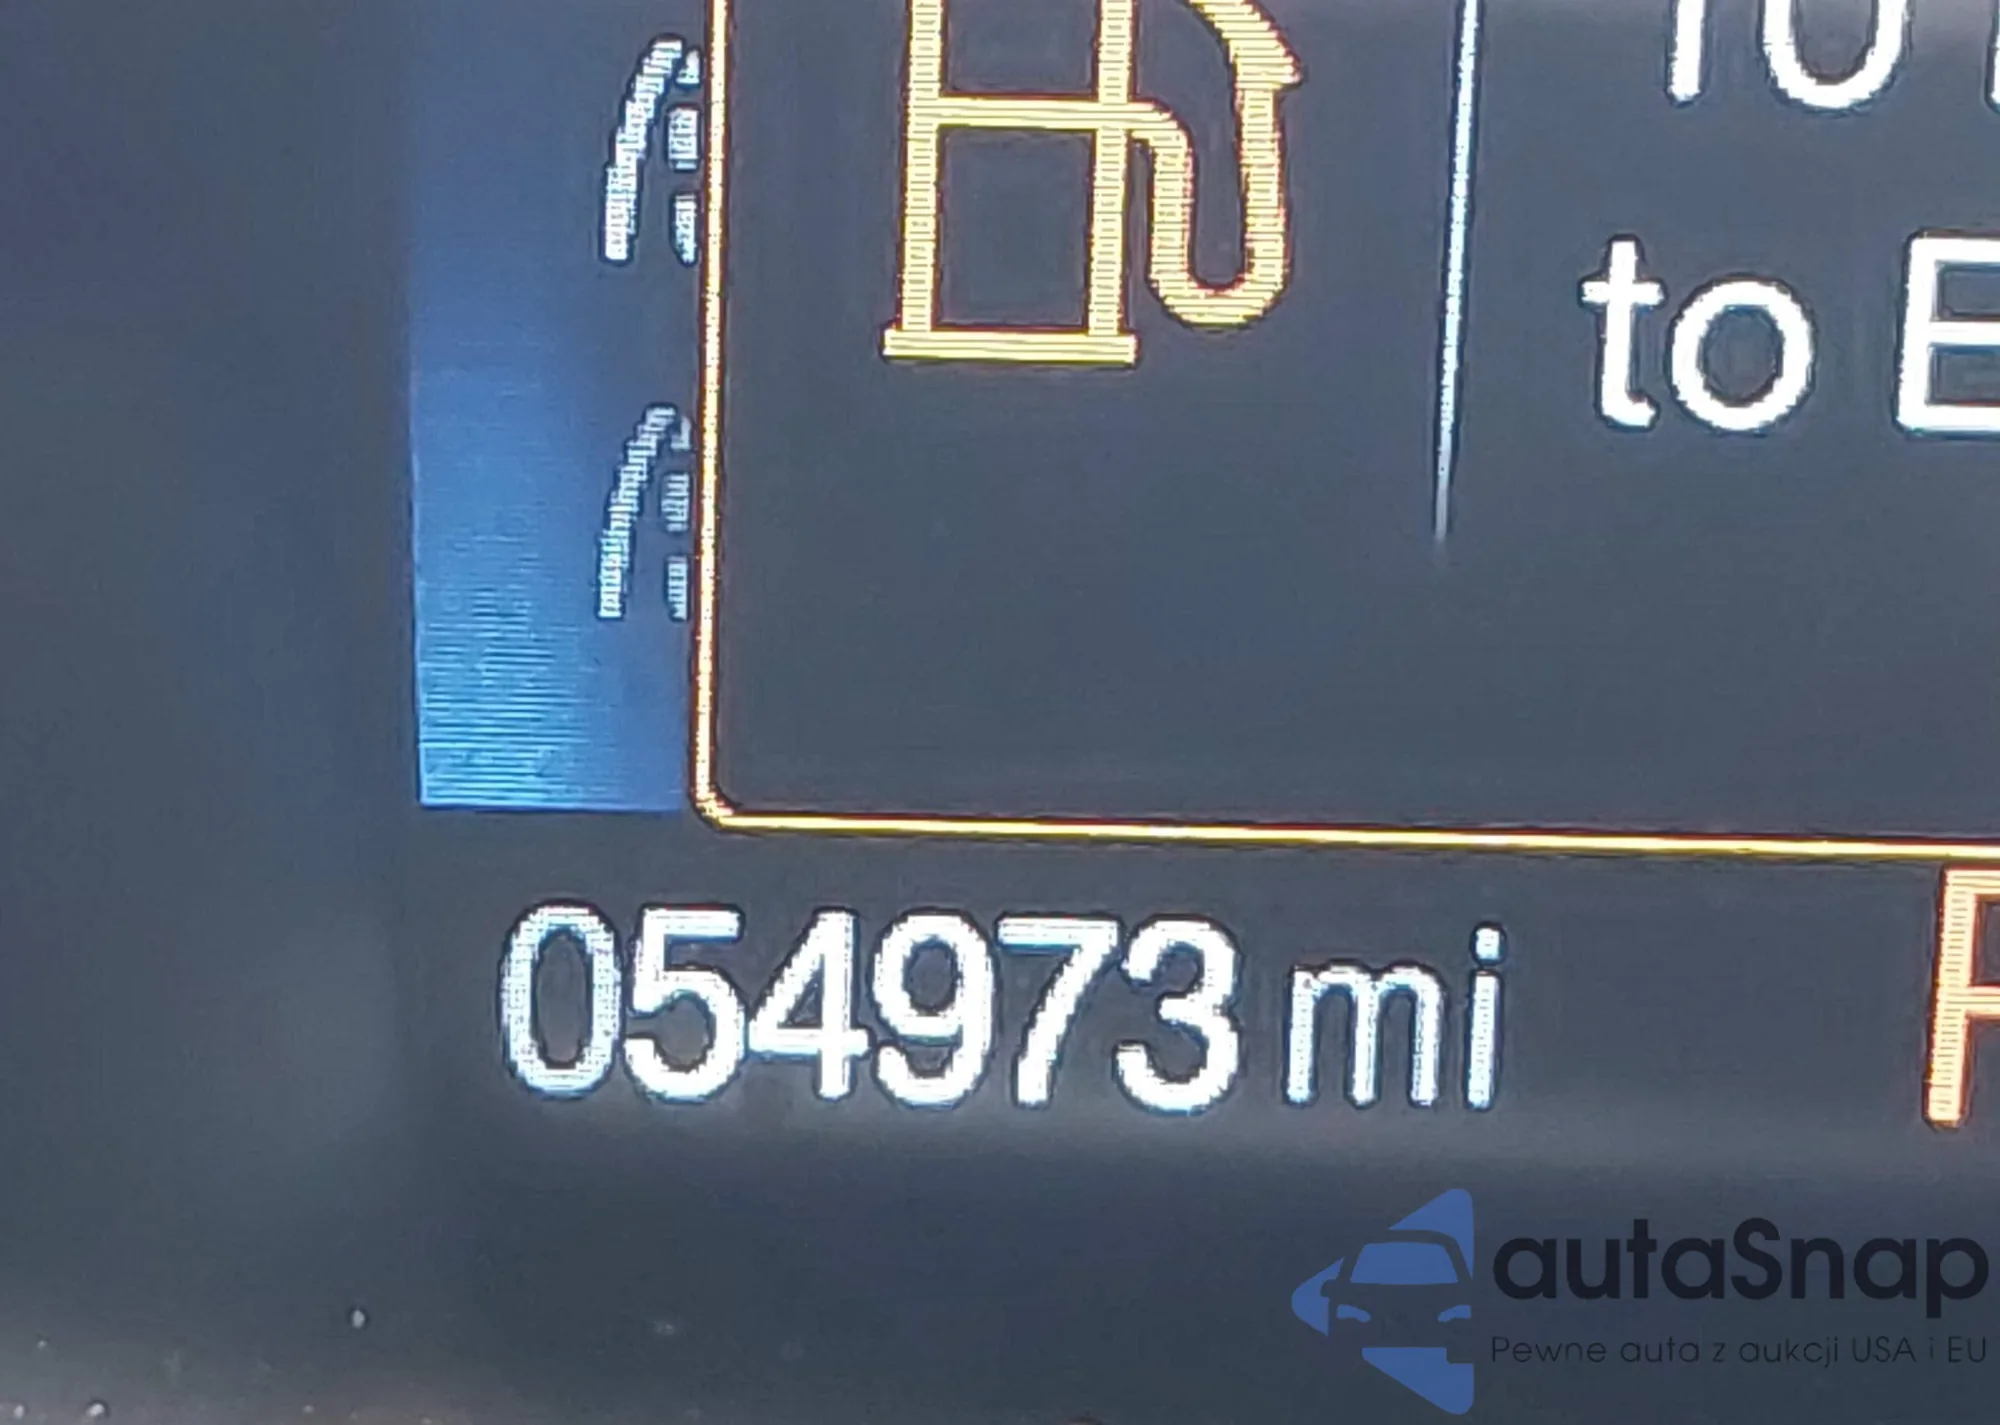 to
054973 mi
autaSnap
Pewne auta z aukcji USA i EU